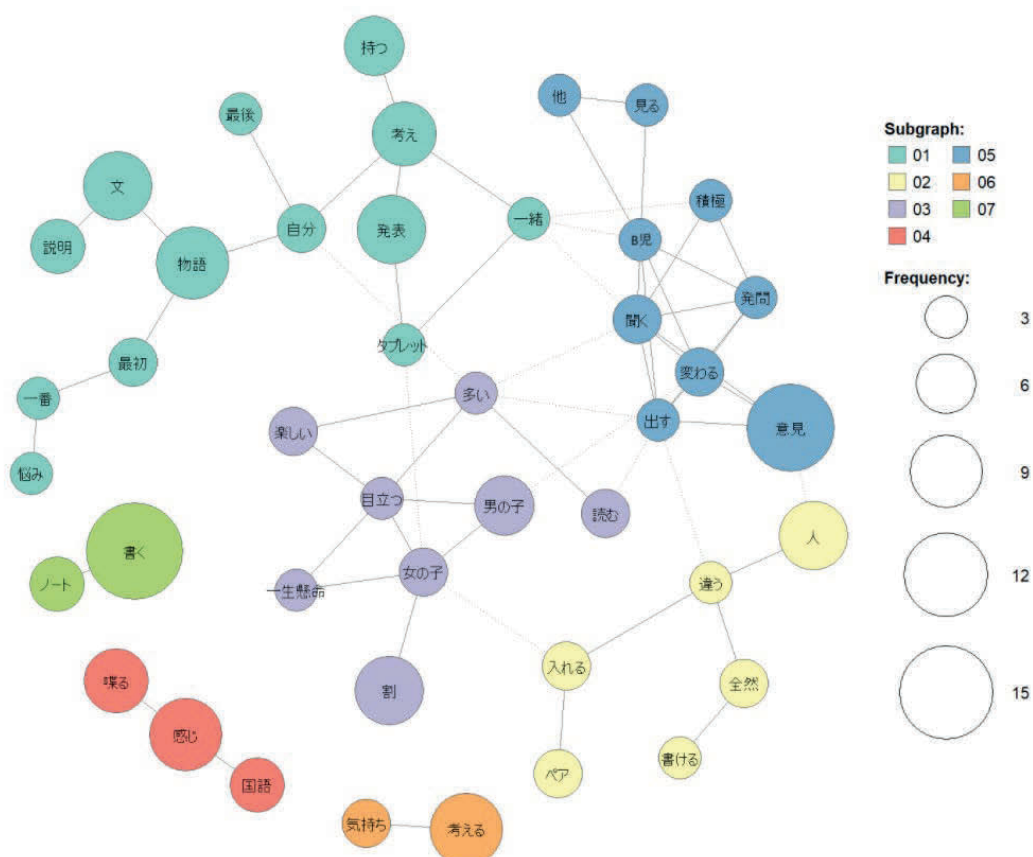 持つ
他
見る
最後
考え
文
説明
自分
発表
一緒
積極
B児
物語
発問
聞く
最初
タブレット
変わる
一番
多い
出す
意見
楽しい
悩み
目立つ
男の子
読む
人
書く
ノート
一生懸命
女の子
違う
入れる
全然
割
喋る
感じ
国語
書ける
ペア
気持ち
考える
Subgraph:
01 05
02 06
03 07
04
Frequency:
3
6
9
12
15